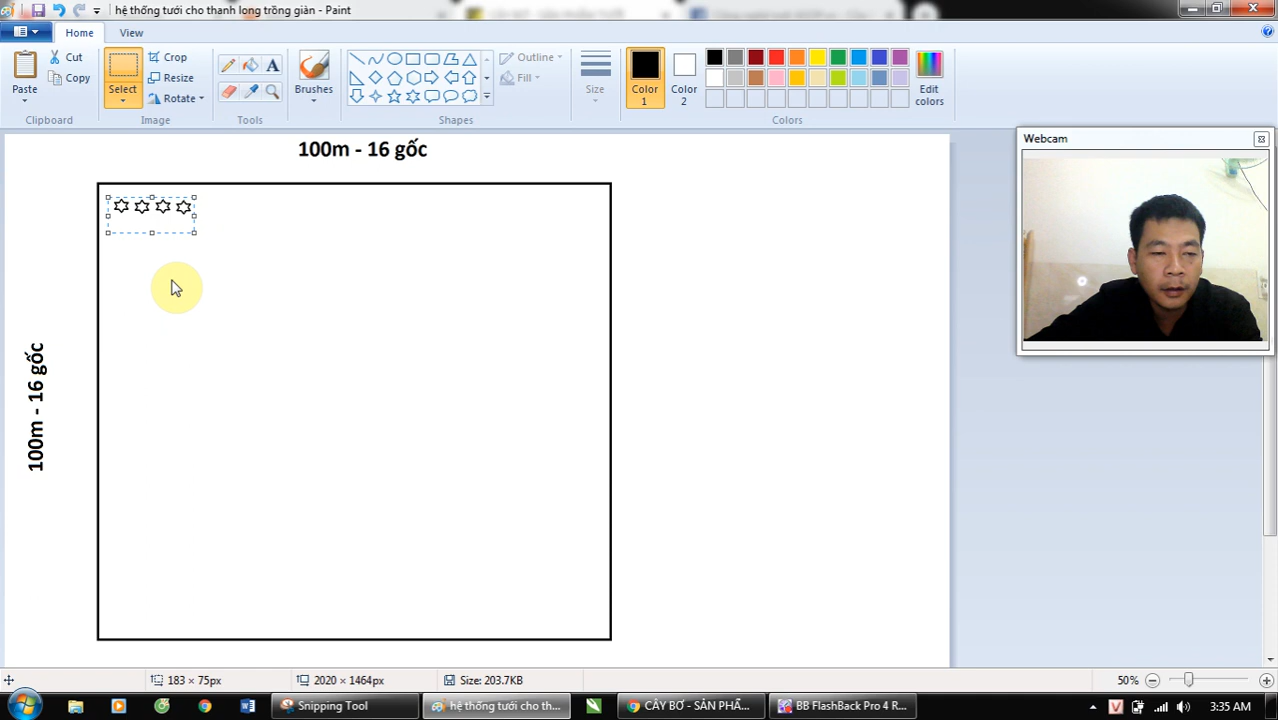 hệ thống tưới cho thanh long trồng giàn - Paint
Home
View
Paste
Cut
Copy
Clipboard
Select
Crop
Resize
Rotate
Image
A
Tools
Brushes
Outline
Fill
Shapes
Size
Color 1
Color 2
Edit colors
Colors
Webcam
100m - 16 gốc
100m - 16 gốc
183 × 75px
2020 × 1464px
Size: 203.7KB
50%
Snipping Tool
hệ thống tưới cho th...
CÂY BƠ - SẢN PHẨ...
BB FlashBack Pro 4 R...
V
3:35 AM